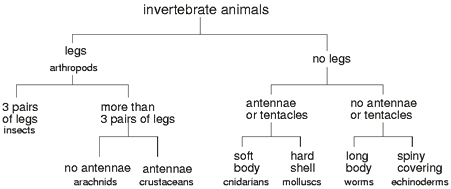 invertebrate animals
legs
arthropods
no legs
3 pairs
of legs
insects
more than
3 pairs of legs
antennae
or tentacles
no antennae
or tentacles
no antennae
arachnids
antennae
crustaceans
soft
body
cnidarians
hard
shell
molluscs
long
body
worms
spiny
covering
echinoderms